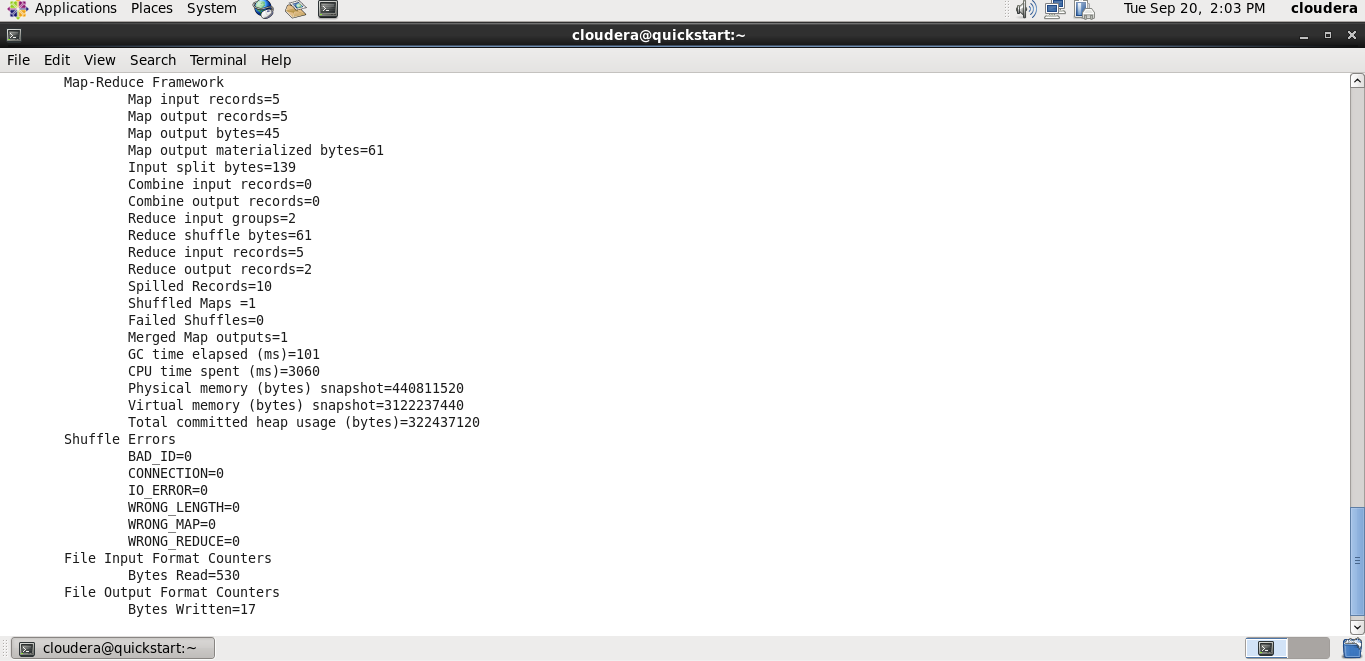 Applications Places System Tue Sep 20, 2:03 PM cloudera
cloudera@quickstart:~
File Edit View Search Terminal Help
Map-Reduce Framework
Map input records=5
Map output records=5
Map output bytes=45
Map output materialized bytes=61
Input split bytes=139
Combine input records=0
Combine output records=0
Reduce input groups=2
Reduce shuffle bytes=61
Reduce input records=5
Reduce output records=2
Spilled Records=10
Shuffled Maps =1
Failed Shuffles=0
Merged Map outputs=1
GC time elapsed (ms)=101
CPU time spent (ms)=3060
Physical memory (bytes) snapshot=440811520
Virtual memory (bytes) snapshot=3122237440
Total committed heap usage (bytes)=322437120
Shuffle Errors
BAD_ID=0
CONNECTION=0
IO_ERROR=0
WRONG_LENGTH=0
WRONG_MAP=0
WRONG_REDUCE=0
File Input Format Counters
Bytes Read=530
File Output Format Counters
Bytes Written=17
cloudera@quickstart:~